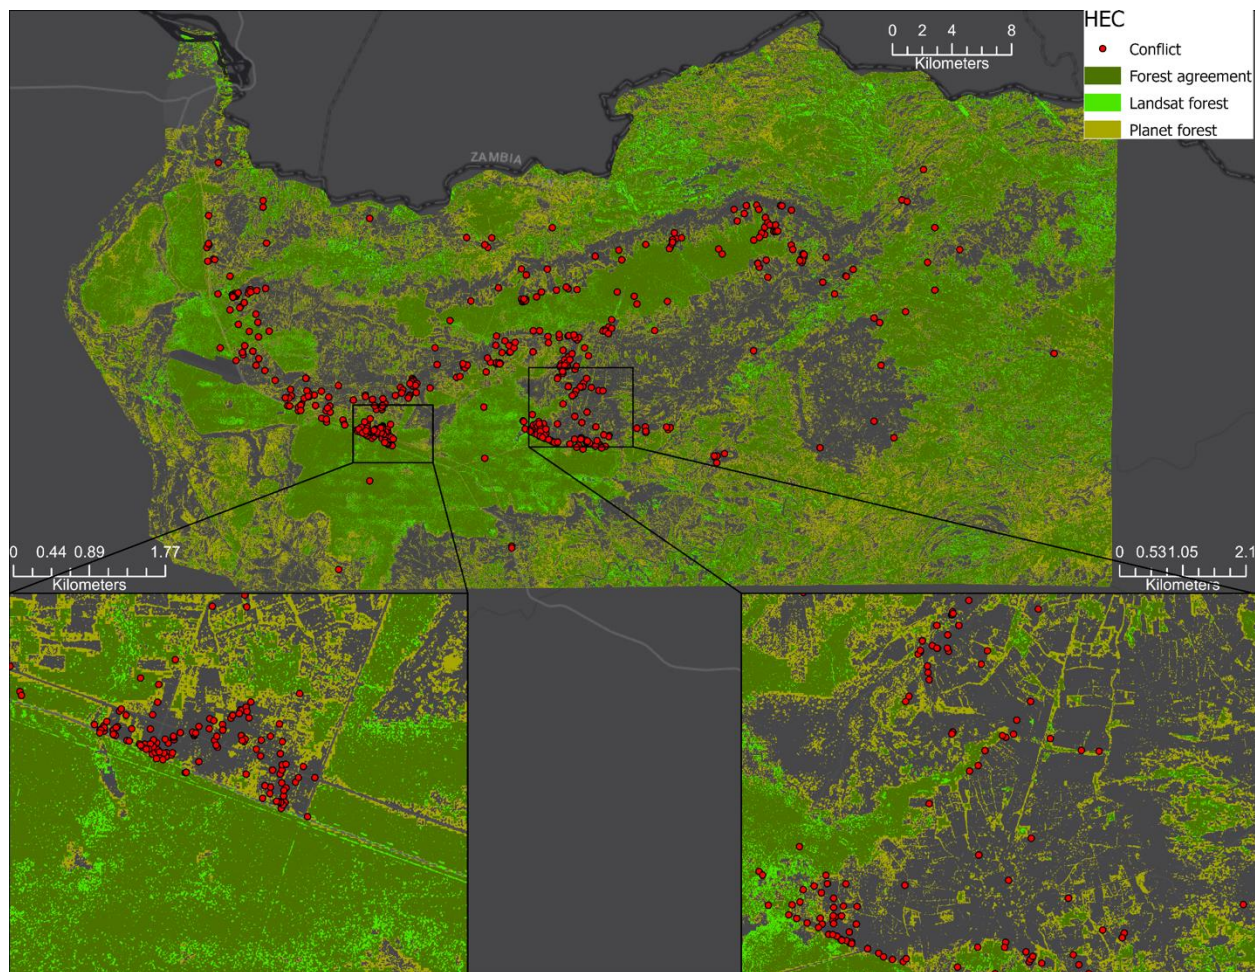 0 2 4 8
Kilometers
HEC
Conflict
Forest agreement
Landsat forest
Planet forest
ZAMBIA
0 0.44 0.89 1.77
Kilometers
0 0.531.05 2.1
Kilometers